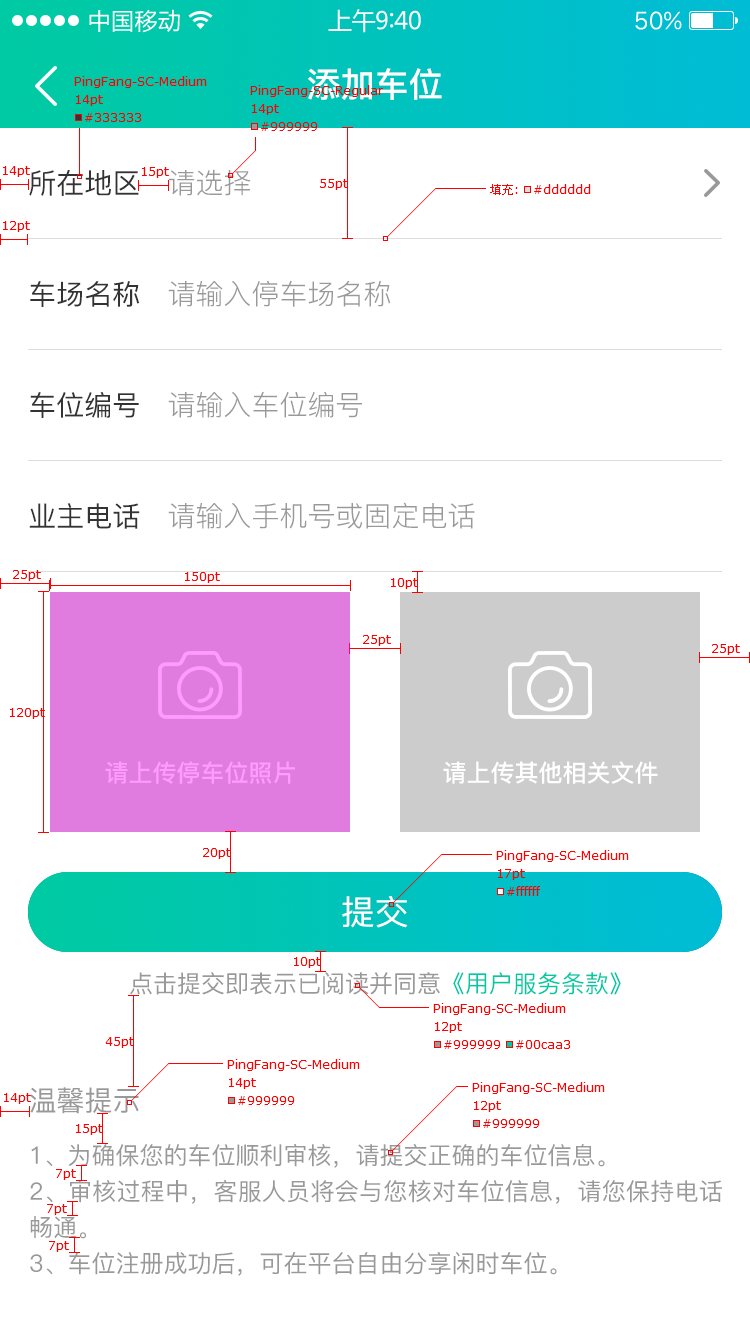 中国移动 上午9:40 50%
添加车位
PingFang-SC-Medium
14pt
#333333
PingFang-SC-Regular
14pt
#999999
14pt 所在地区 15pt 请选择 55pt 填充: #dddddd
12pt
车场名称 请输入停车场名称
车位编号 请输入车位编号
业主电话 请输入手机号或固定电话
25pt 150pt 10pt
25pt 25pt
120pt
请上传停车位照片 请上传其他相关文件
20pt
PingFang-SC-Medium
17pt
#ffffff
提交
10pt
点击提交即表示已阅读并同意《用户服务条款》
PingFang-SC-Medium
12pt
#999999 #00caa3
45pt
PingFang-SC-Medium
14pt
#999999
PingFang-SC-Medium
12pt
#999999
14pt 温馨提示
15pt
1、为确保您的车位顺利审核，请提交正确的车位信息。
7pt
2、审核过程中，客服人员将会与您核对车位信息，请您保持电话
7pt
畅通。
7pt
3、车位注册成功后，可在平台自由分享闲时车位。